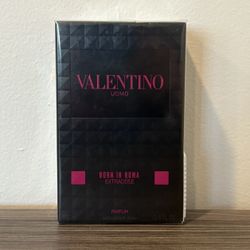 VALENTINO
UOMO
BORN IN ROMA
EXTRADOSE
PARFUM